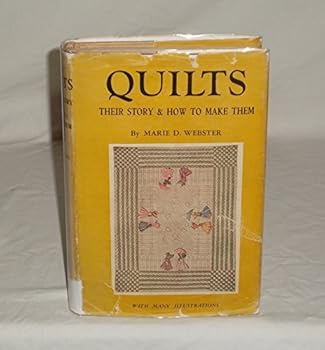 QUILTS
THEIR STORY & HOW TO MAKE THEM
By MARIE D. WEBSTER
WITH MANY ILLUSTRATIONS